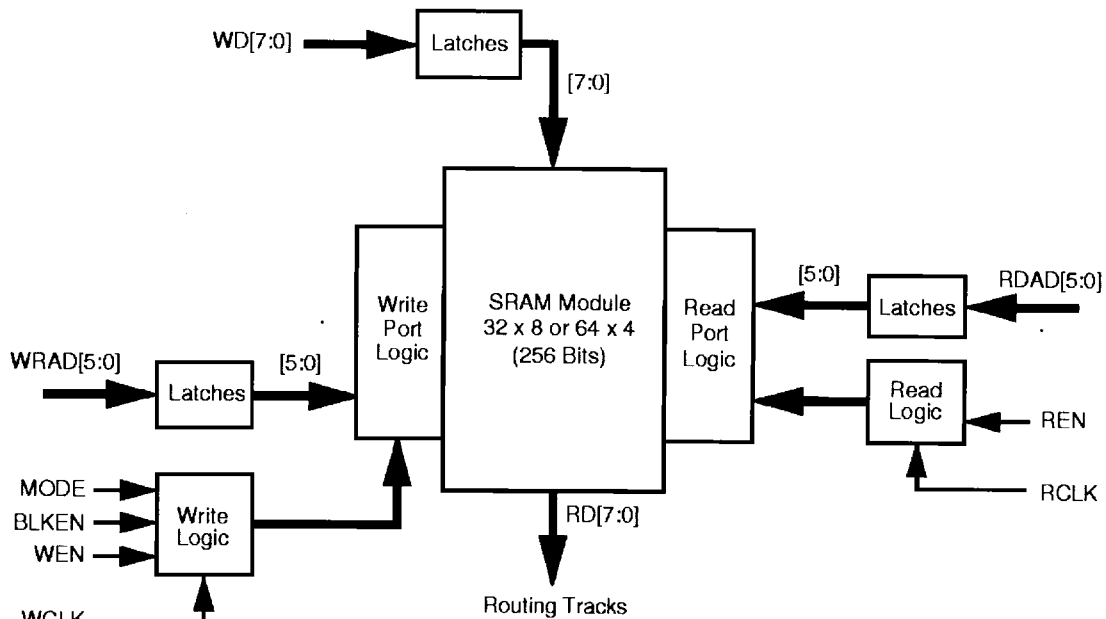 WD[7:0]
Latches
[7:0]
SRAM Module
32 x 8 or 64 x 4
(256 Bits)
Write
Port
Logic
Read
Port
Logic
[5:0]
Latches
RDAD[5:0]
WRAD[5:0]
Latches
[5:0]
Read
Logic
REN
RCLK
MODE
BLKEN
WEN
Write
Logic
WCLK
RD[7:0]
Routing Tracks